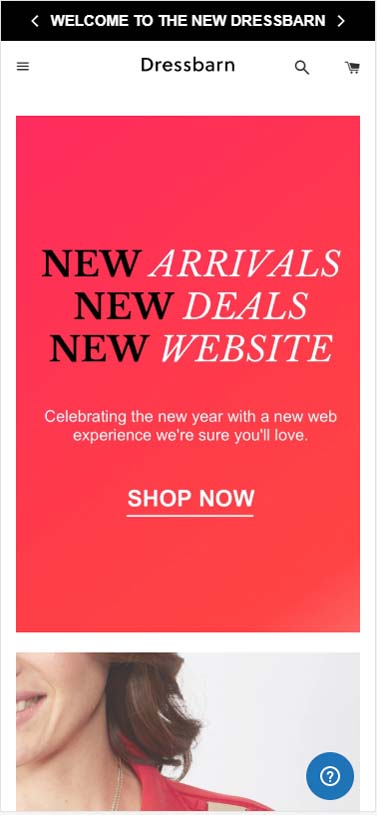 WELCOME TO THE NEW DRESSBARN
Dressbarn
NEW ARRIVALS
NEW DEALS
NEW WEBSITE
Celebrating the new year with a new web
experience we're sure you'll love.
SHOP NOW